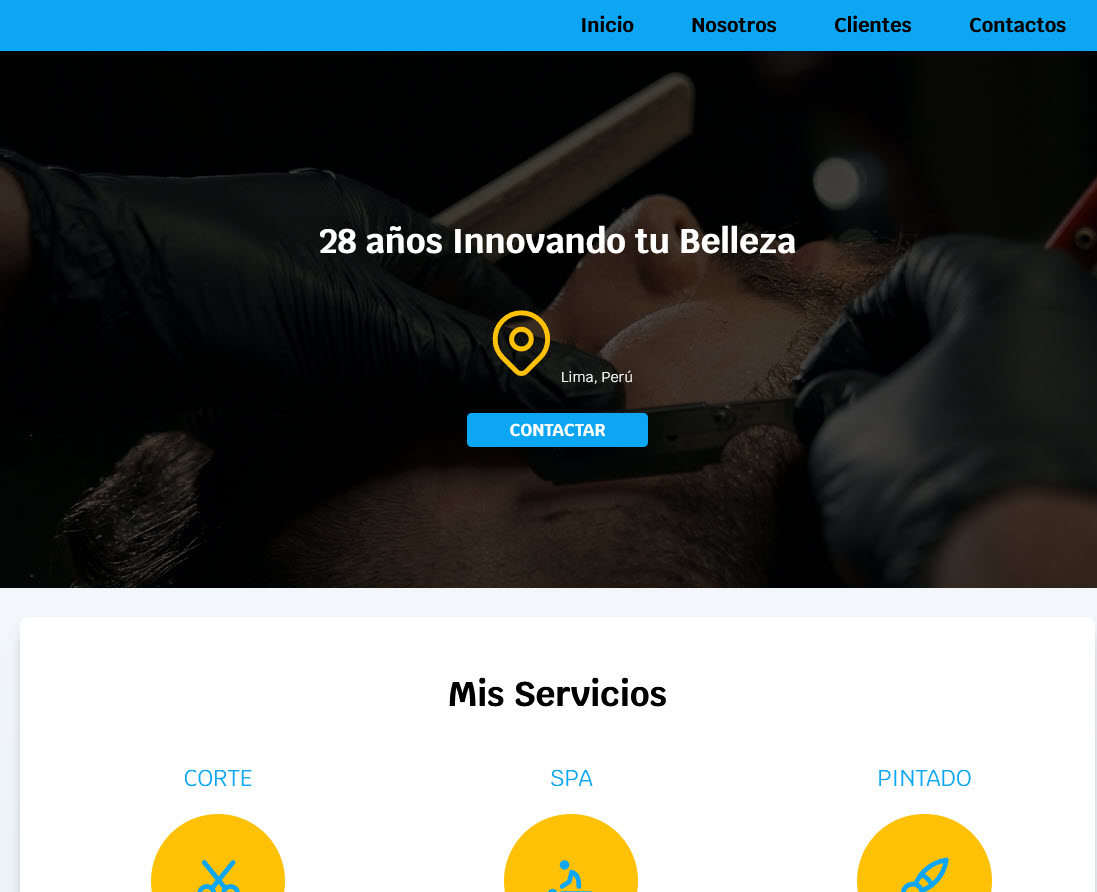 Inicio Nosotros Clientes Contactos
28 años Innovando tu Belleza
Lima, Perú
CONTACTAR
Mis Servicios
CORTE SPA PINTADO